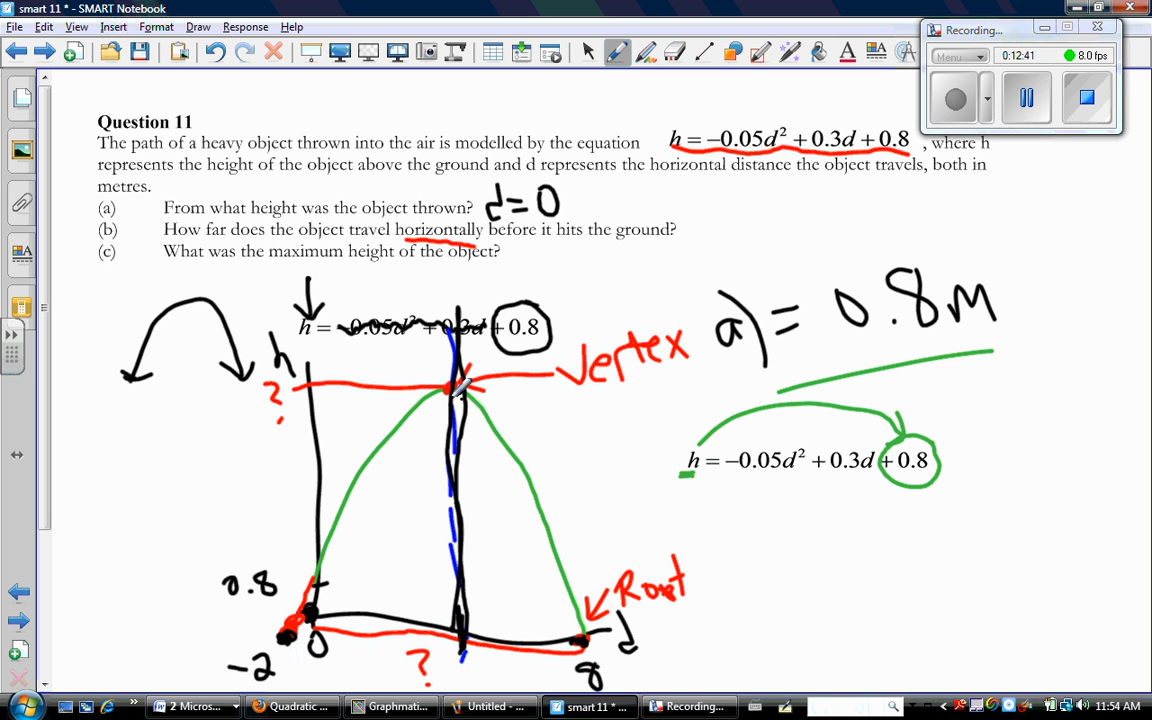 smart 11 * - SMART Notebook
File Edit View Insert Format Draw Response Help
Recording...
Menu 0:12:41 8.0 fps
Question 11
The path of a heavy object thrown into the air is modelled by the equation h = −0.05d² + 0.3d + 0.8 , where h
represents the height of the object above the ground and d represents the horizontal distance the object travels, both in
metres.
(a) From what height was the object thrown? d = 0
(b) How far does the object travel horizontally before it hits the ground?
(c) What was the maximum height of the object?
a) = 0.8M
h = −0.05d² + 0.3d + 0.8
h
Vertex
?
h = −0.05d² + 0.3d + 0.8
0.8
Root
0
d
-2
?
8
2 Micros... Quadratic ... Graphmati... Untitled - ... smart 11 * ... Recording... 11:54 AM